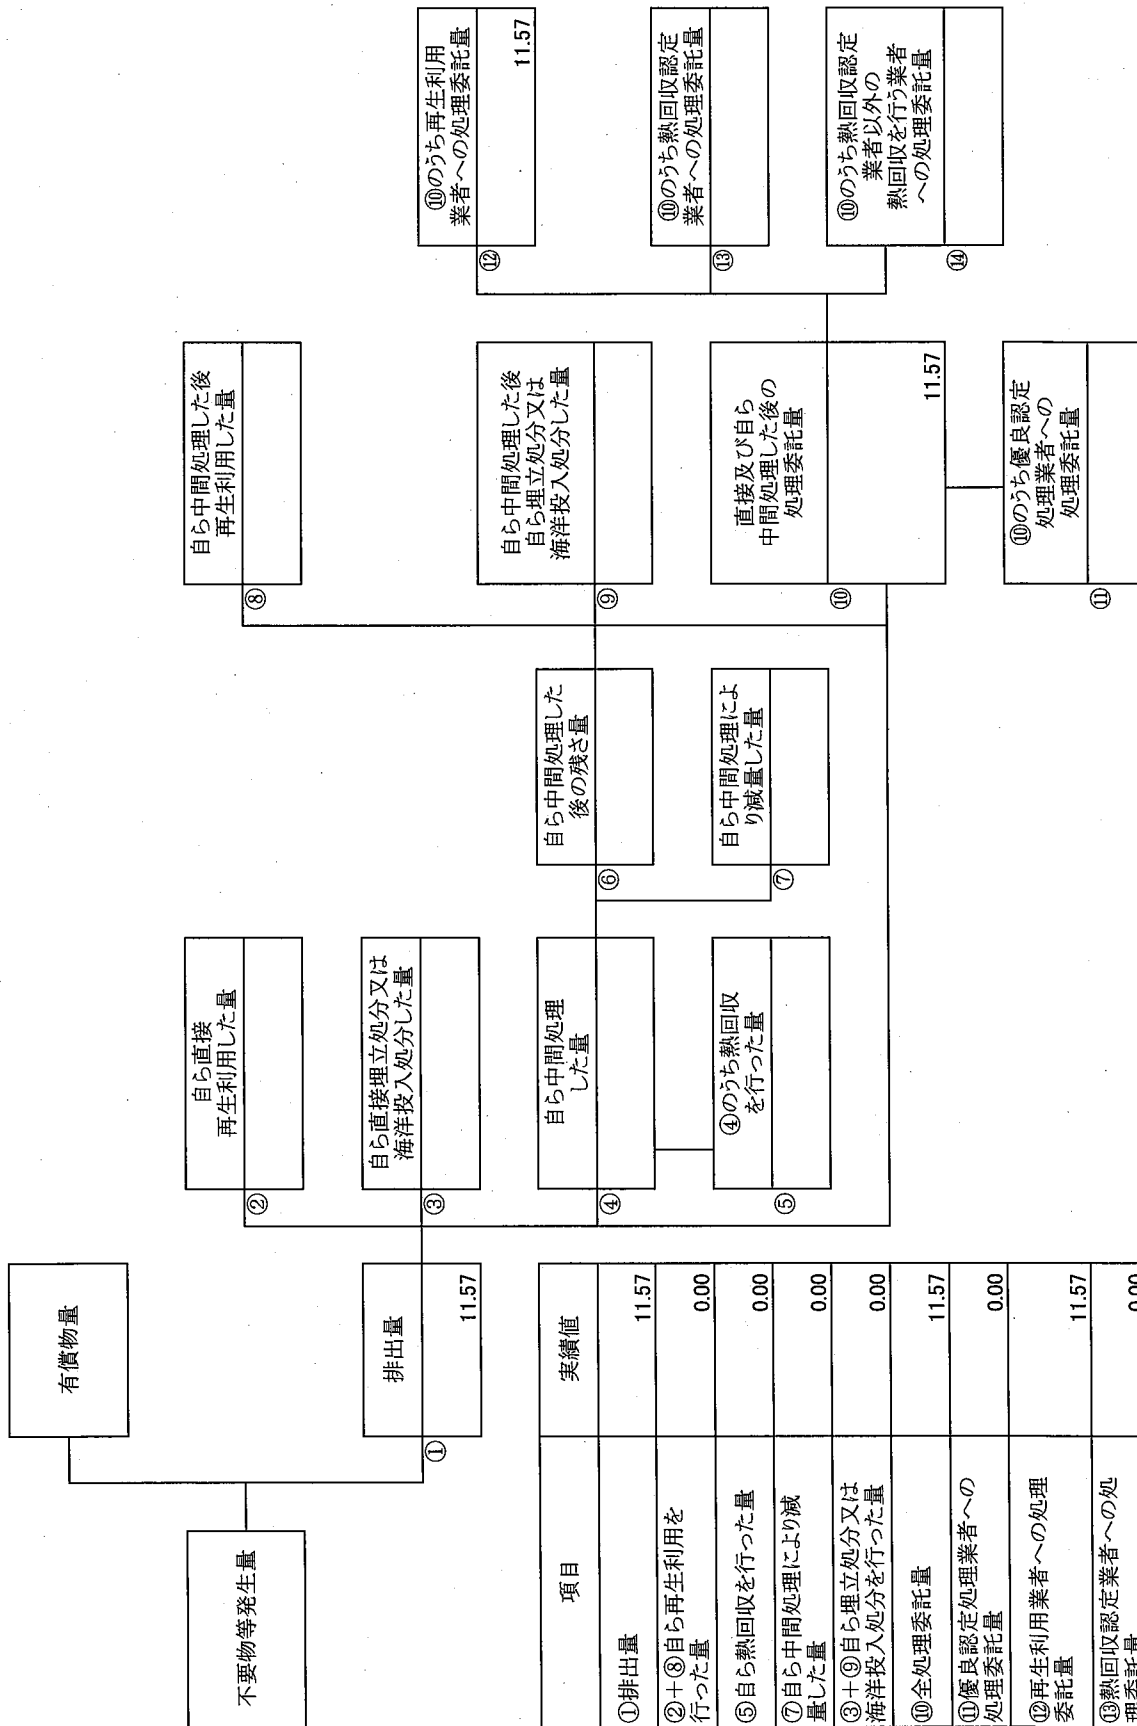 不要物等発生量
有償物量
排出量
①
11.57
自ら直接
再生利用した量
②
自ら直接埋立処分又は
海洋投入処分した量
③
自ら中間処理
した量
④
④のうち熱回収
を行った量
⑤
自ら中間処理した
後の残さ量
⑥
自ら中間処理によ
り減量した量
⑦
自ら中間処理した後
再生利用した量
⑧
自ら中間処理した後
自ら埋立処分又は
海洋投入処分した量
⑨
直接及び自ら
中間処理した後の
処理委託量
⑩
11.57
⑩のうち優良認定
処理業者への
処理委託量
⑪
⑩のうち再生利用
業者への処理委託量
⑫
11.57
⑩のうち熱回収認定
業者への処理委託量
⑬
⑩のうち熱回収認定
業者以外の
熱回収を行う業者
への処理委託量
⑭
項目 実績値
①排出量 11.57
②＋⑧自ら再生利用を
行った量 0.00
⑤自ら熱回収を行った量 0.00
⑦自ら中間処理により減
量した量 0.00
③＋⑨自ら埋立処分又は
海洋投入処分を行った量 0.00
⑩全処理委託量 11.57
⑪優良認定処理業者への
処理委託量 0.00
⑫再生利用業者への処理
委託量 11.57
⑬熱回収認定業者への処
理委託量 0.00